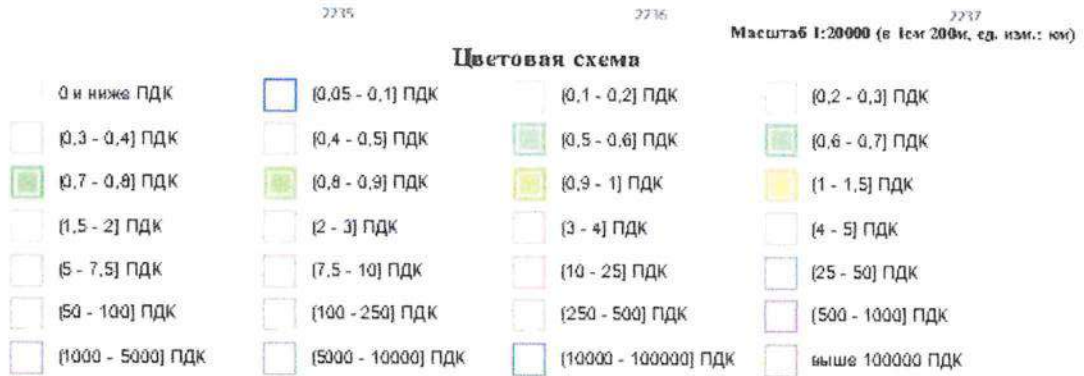 2235 2236 2237
Масштаб 1:20000 (в 1см 200м, ед. изм.: км)
Цветовая схема
0 и ниже ПДК (0,05 - 0,1] ПДК (0,1 - 0,2] ПДК (0,2 - 0,3] ПДК
(0,3 - 0,4] ПДК (0,4 - 0,5] ПДК (0,5 - 0,6] ПДК (0,6 - 0,7] ПДК
(0,7 - 0,8] ПДК (0,8 - 0,9] ПДК (0,9 - 1] ПДК (1 - 1,5] ПДК
(1,5 - 2] ПДК (2 - 3] ПДК (3 - 4] ПДК (4 - 5] ПДК
(5 - 7,5] ПДК (7,5 - 10] ПДК (10 - 25] ПДК (25 - 50] ПДК
(50 - 100] ПДК (100 - 250] ПДК (250 - 500] ПДК (500 - 1000] ПДК
(1000 - 5000] ПДК (5000 - 10000] ПДК (10000 - 100000] ПДК выше 100000 ПДК